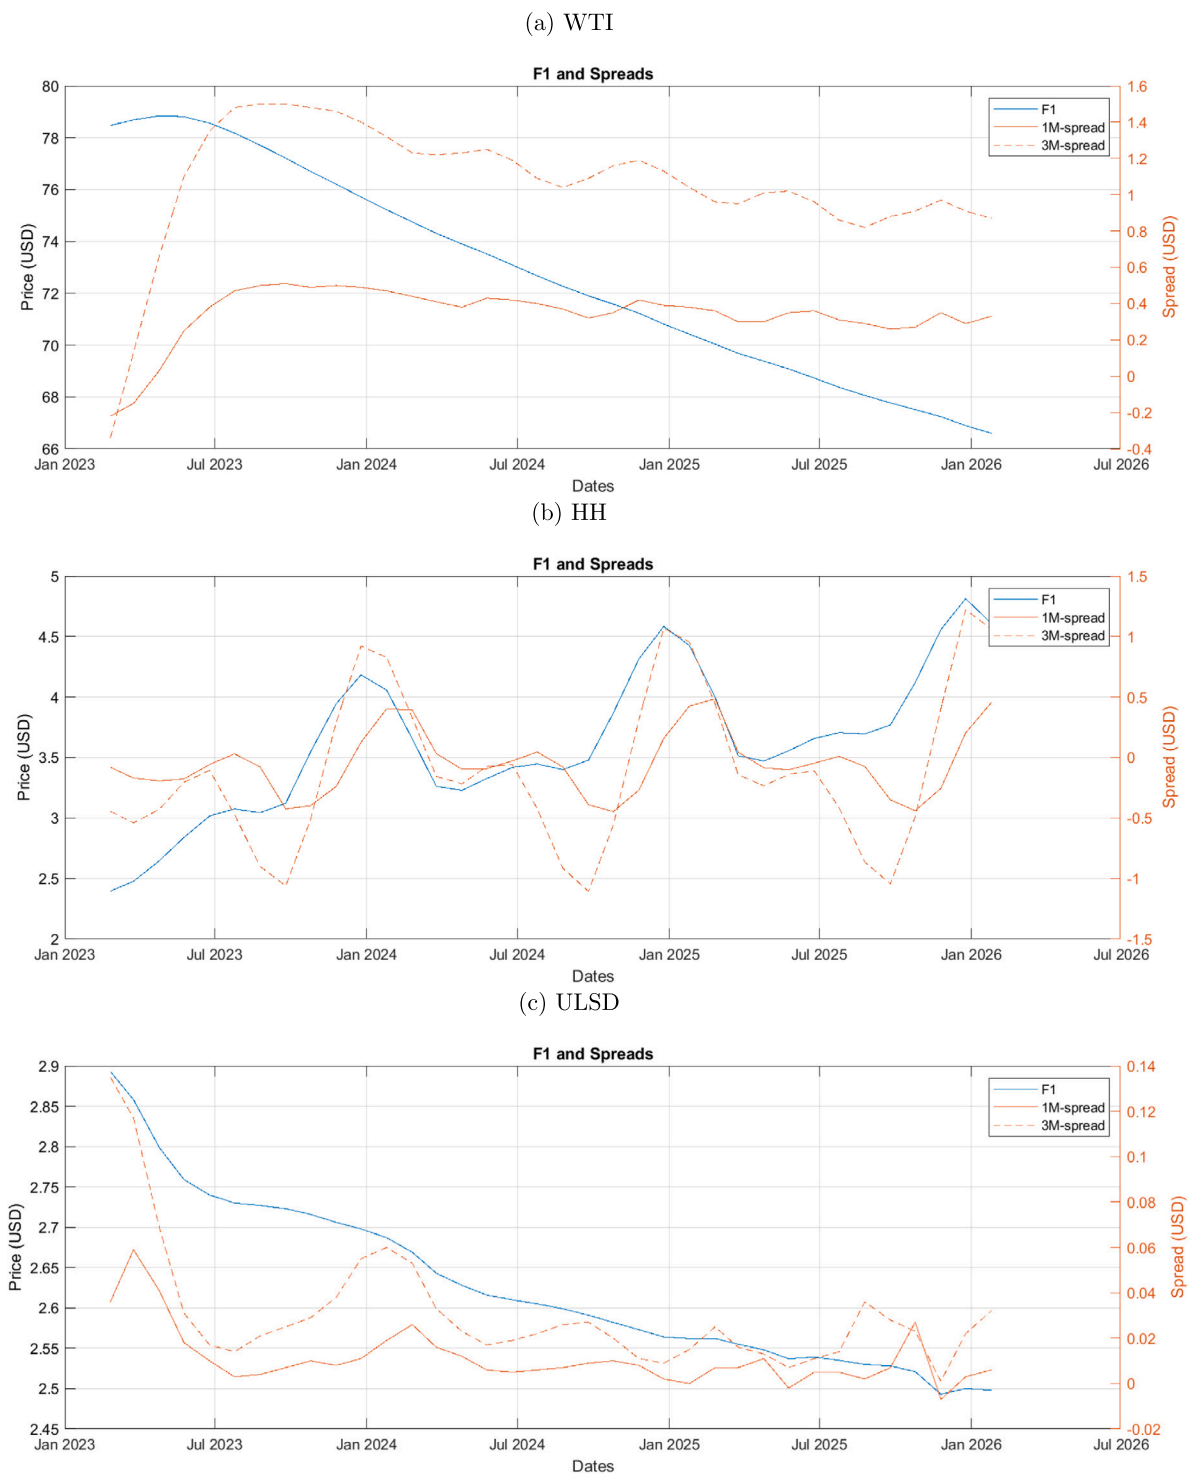 (a) WTI
F1 and Spreads
80
78
76
74
72
70
68
66
Price (USD)
1.6
1.4
1.2
1
0.8
0.6
0.4
0.2
0
-0.2
-0.4
Spread (USD)
F1
1M-spread
3M-spread
Jan 2023 Jul 2023 Jan 2024 Jul 2024 Jan 2025 Jul 2025 Jan 2026 Jul 2026
Dates
(b) HH
F1 and Spreads
5
4.5
4
3.5
3
2.5
2
Price (USD)
1.5
1
0.5
0
-0.5
-1
-1.5
Spread (USD)
F1
1M-spread
3M-spread
Jan 2023 Jul 2023 Jan 2024 Jul 2024 Jan 2025 Jul 2025 Jan 2026 Jul 2026
Dates
(c) ULSD
F1 and Spreads
2.9
2.85
2.8
2.75
2.7
2.65
2.6
2.55
2.5
2.45
Price (USD)
0.14
0.12
0.1
0.08
0.06
0.04
0.02
0
-0.02
Spread (USD)
F1
1M-spread
3M-spread
Jan 2023 Jul 2023 Jan 2024 Jul 2024 Jan 2025 Jul 2025 Jan 2026 Jul 2026
Dates